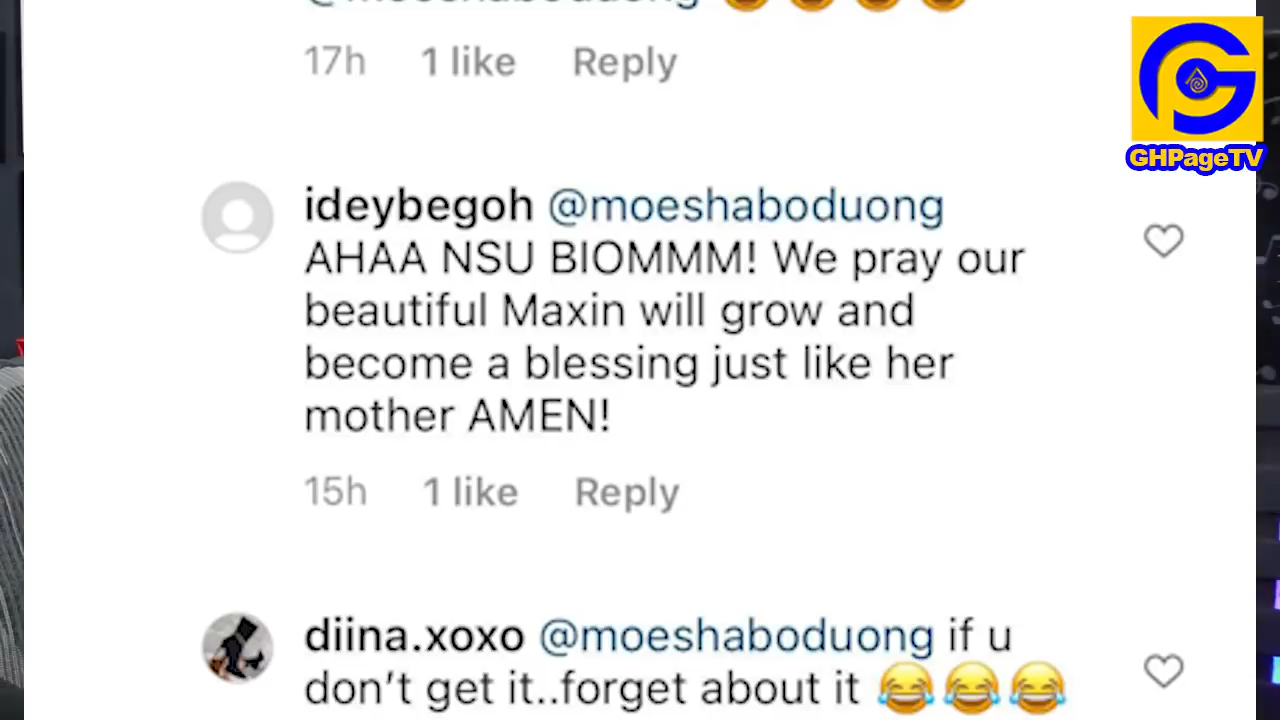 @moeshaboduong
17h 1 like Reply
GHPageTV
ideybegoh @moeshaboduong
AHAA NSU BIOMMM! We pray our
beautiful Maxin will grow and
become a blessing just like her
mother AMEN!
15h 1 like Reply
diina.xoxo @moeshaboduong if u
don't get it..forget about it 😂😂😂